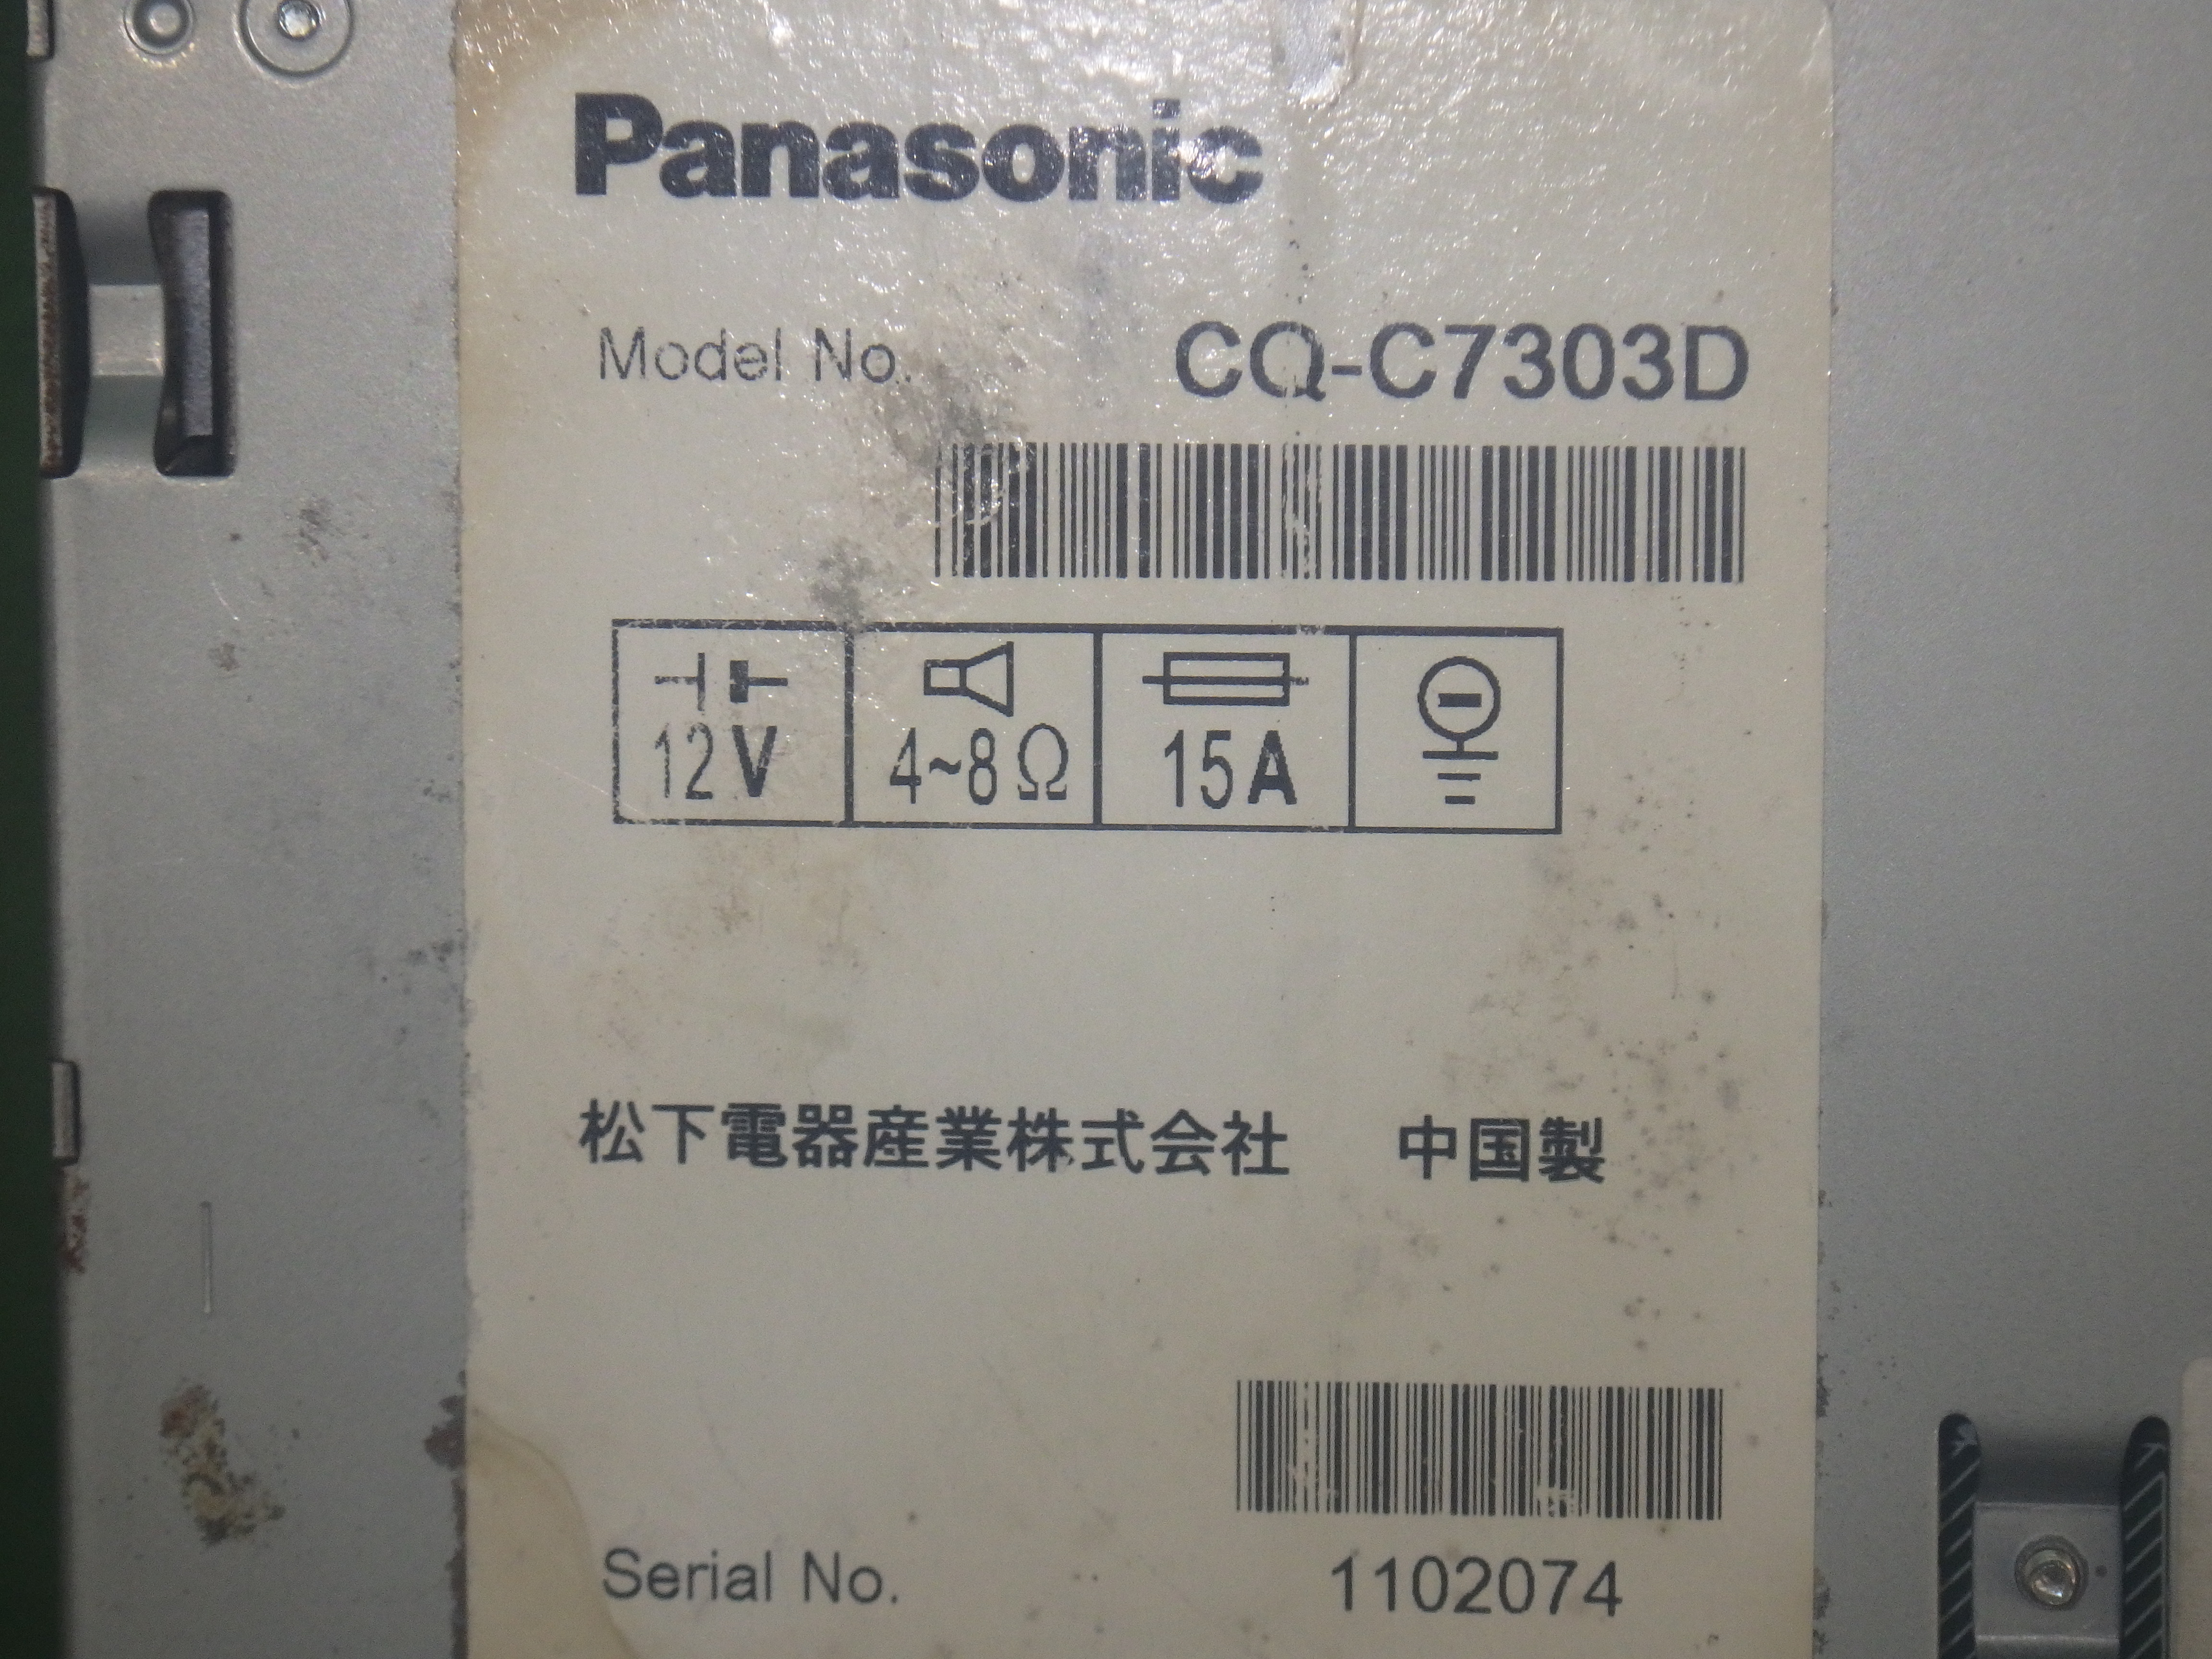 Panasonic
Model No. CQ-C7303D
12V 4~8Ω 15A
松下電器産業株式会社 中国製
Serial No. 1102074